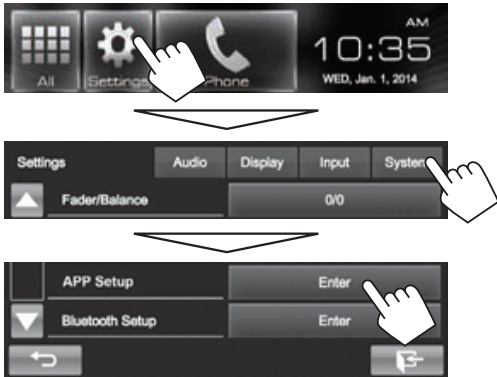 AM
10:35
All Settings Phone WED, Jan. 1, 2014
Settings Audio Display Input System
Fader/Balance 0/0
APP Setup Enter
Bluetooth Setup Enter